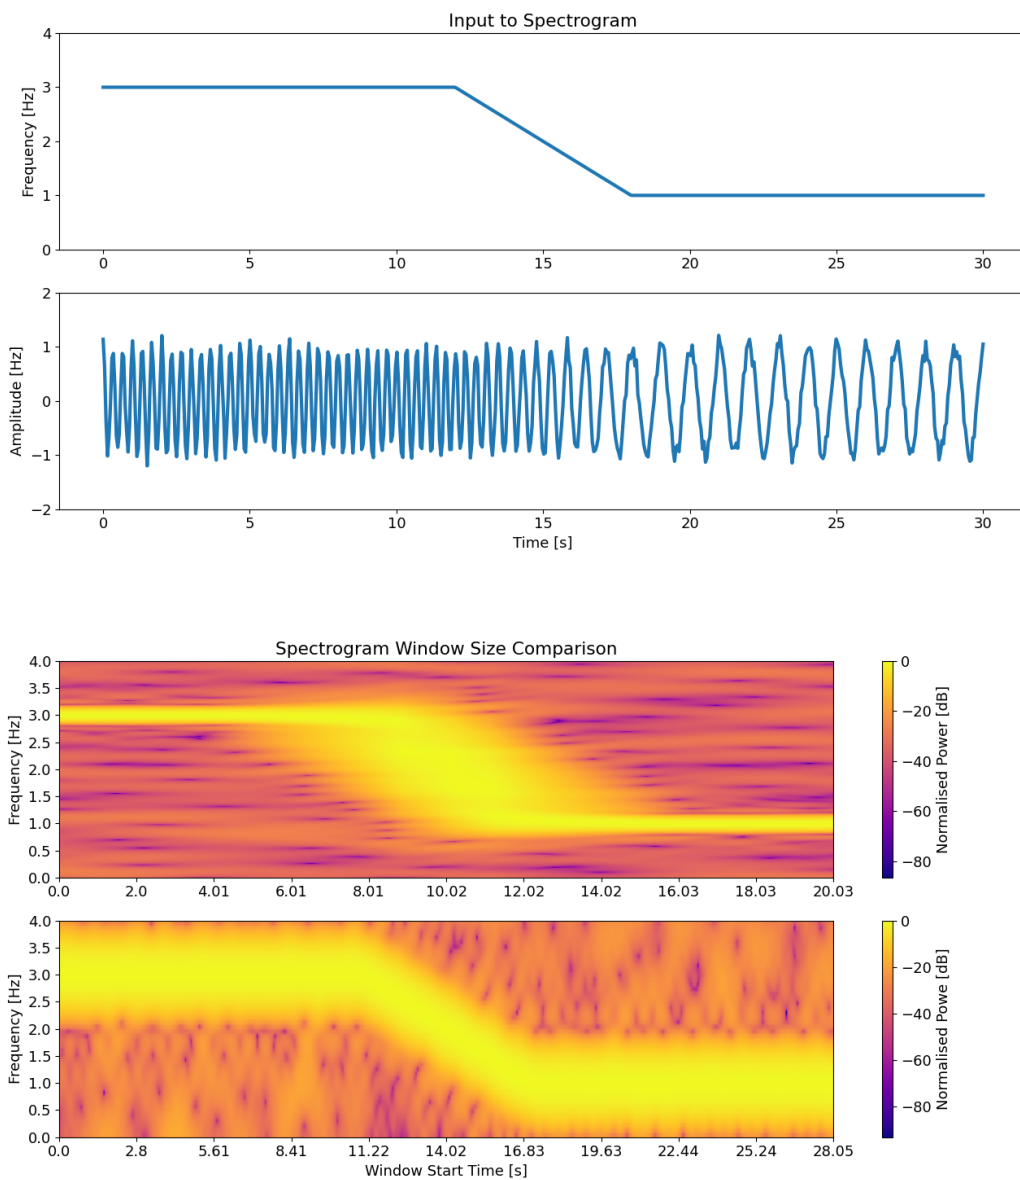 Input to Spectrogram
Frequency [Hz]
4
3
2
1
0
0 5 10 15 20 25 30
Amplitude [Hz]
2
1
0
−1
−2
0 5 10 15 20 25 30
Time [s]
Spectrogram Window Size Comparison
Frequency [Hz]
4.0
3.5
3.0
2.5
2.0
1.5
1.0
0.5
0.0
0.0 2.0 4.01 6.01 8.01 10.02 12.02 14.02 16.03 18.03 20.03
0
−20
−40
−60
−80
Normalised Power [dB]
Frequency [Hz]
4.0
3.5
3.0
2.5
2.0
1.5
1.0
0.5
0.0
0.0 2.8 5.61 8.41 11.22 14.02 16.83 19.63 22.44 25.24 28.05
Window Start Time [s]
0
−20
−40
−60
−80
Normalised Powe [dB]